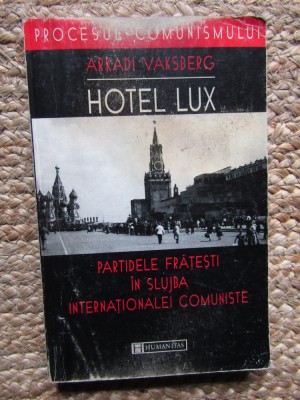 PROCESUL COMUNISMULUI
ARKADI VAKSBERG
HOTEL LUX
PARTIDELE FRĂȚEȘTI
ÎN SLUJBA
INTERNAȚIONALEI COMUNISTE
H HUMANITAS